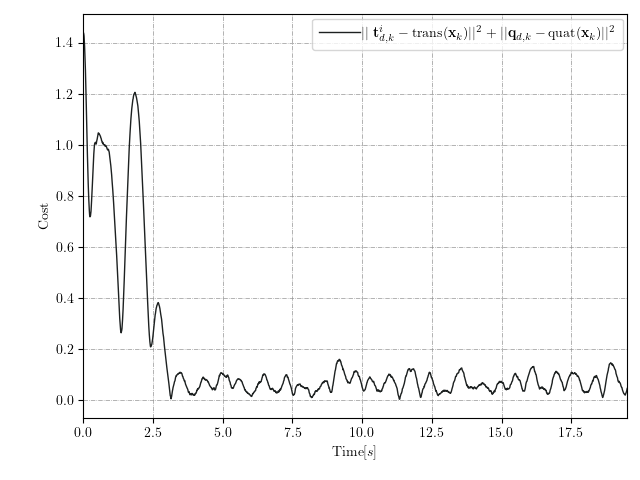 || t^i_{d,k} − trans(x_k)||² + ||q_{d,k} − quat(x_k)||²
1.4
1.2
1.0
0.8
0.6
0.4
0.2
0.0
Cost
0.0 2.5 5.0 7.5 10.0 12.5 15.0 17.5
Time[s]